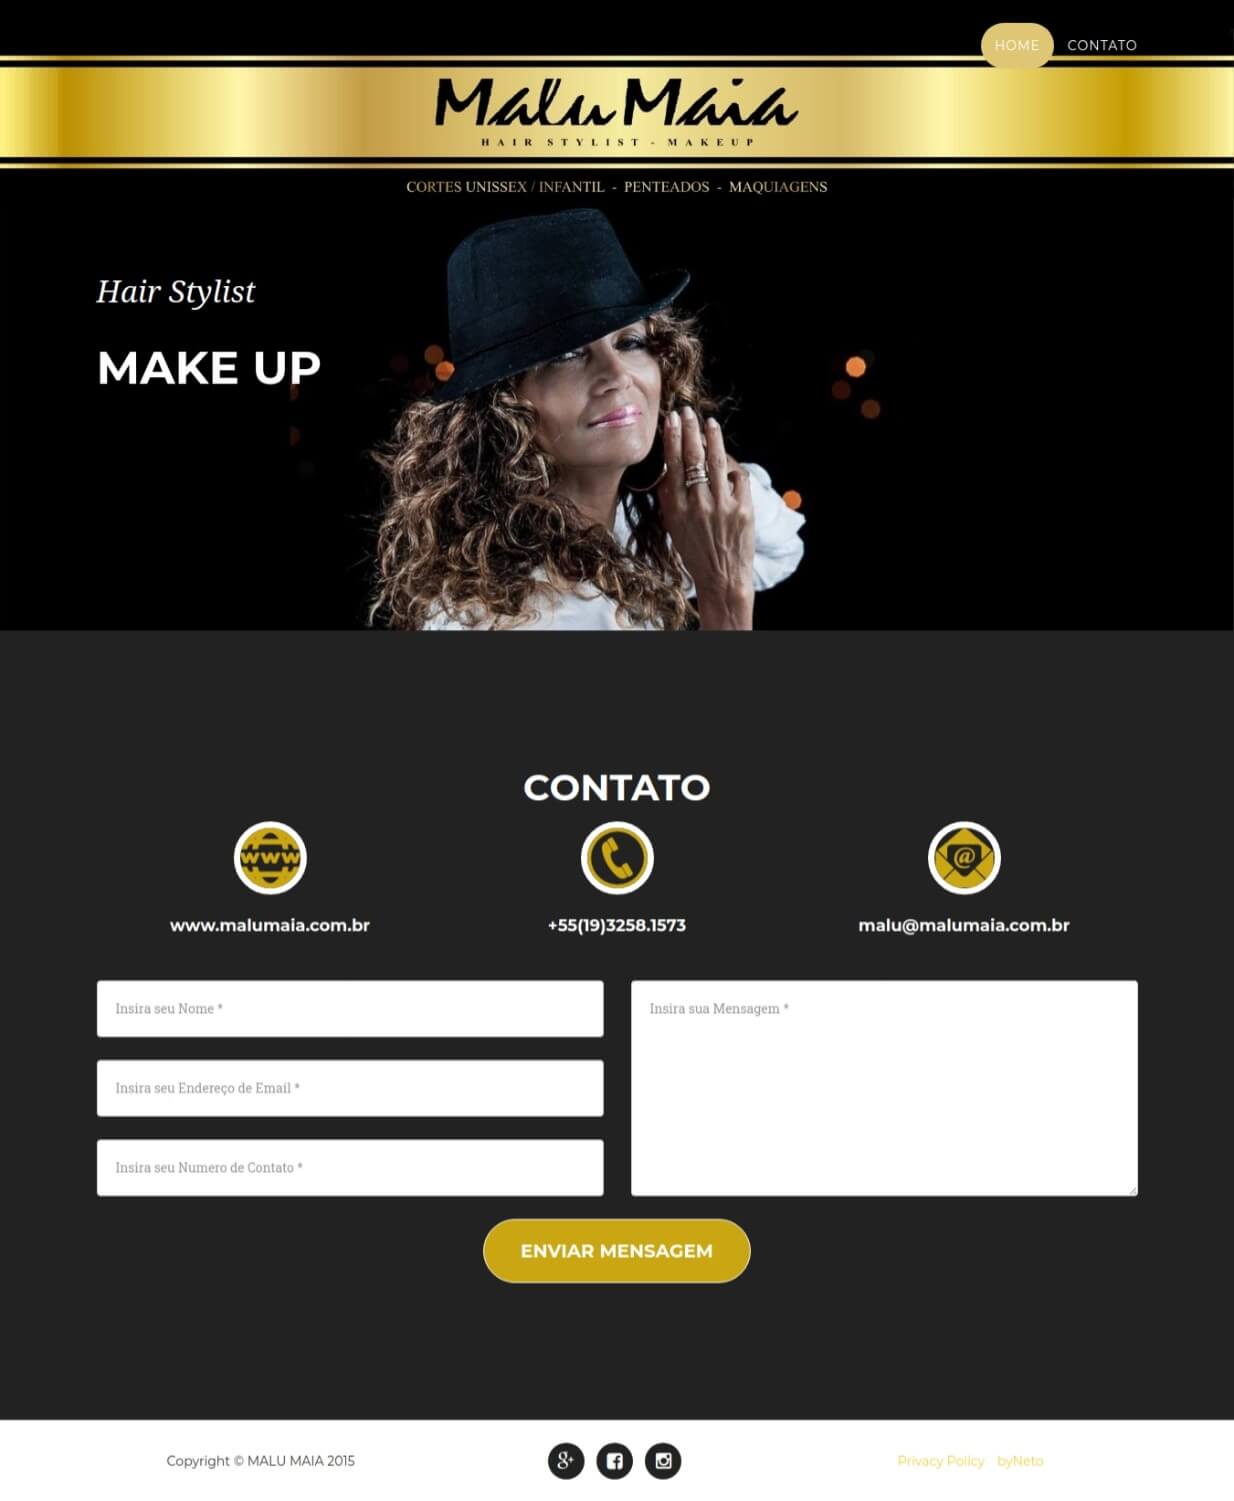 HOME CONTATO
Malu Maia
HAIR STYLIST - MAKEUP
CORTES UNISSEX / INFANTIL - PENTEADOS - MAQUIAGENS
Hair Stylist
MAKE UP
CONTATO
www
@
www.malumaia.com.br
+55(19)3258.1573
malu@malumaia.com.br
Insira seu Nome *
Insira sua Mensagem *
Insira seu Endereço de Email *
Insira seu Numero de Contato *
ENVIAR MENSAGEM
Copyright © MALU MAIA 2015
g+
Privacy Policy byNeto